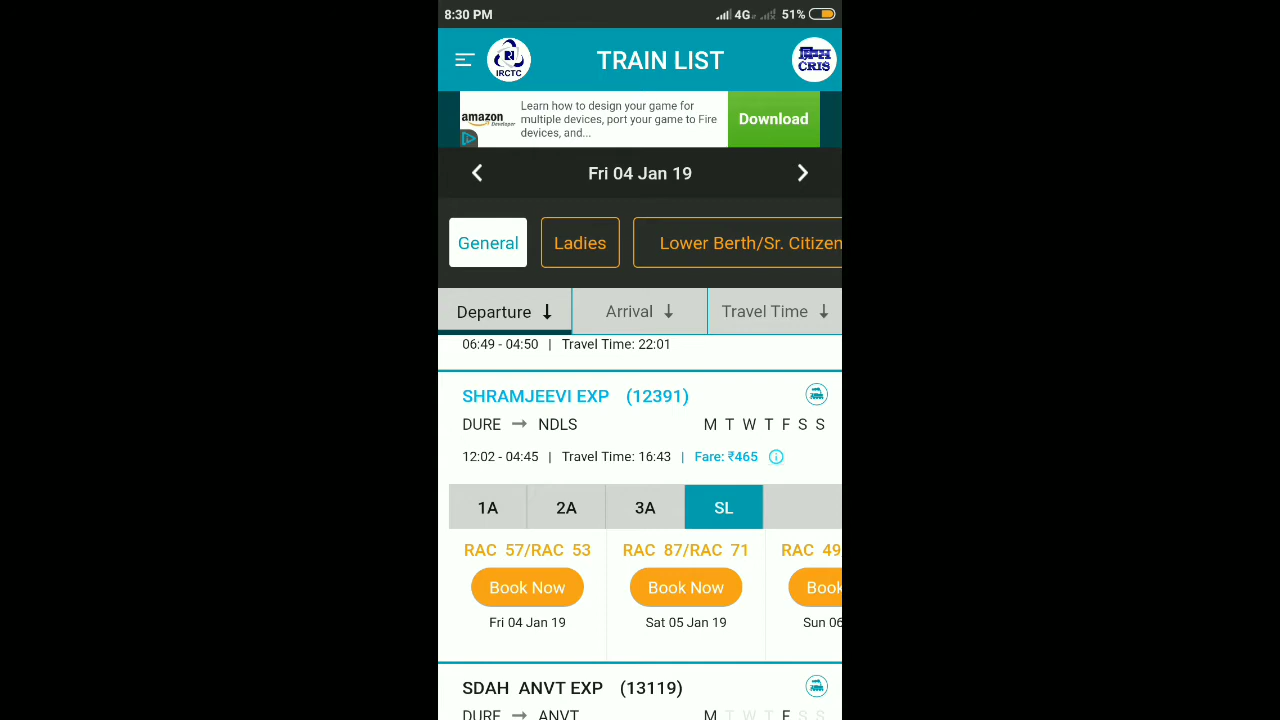 8:30 PM 4G 51%
IRCTC TRAIN LIST CRIS
amazon Developer
Learn how to design your game for
multiple devices, port your game to Fire
devices, and...
Download
Fri 04 Jan 19
General Ladies Lower Berth/Sr. Citizen
Departure ↓ Arrival ↓ Travel Time ↓
06:49 - 04:50 | Travel Time: 22:01
SHRAMJEEVI EXP (12391)
DURE → NDLS M T W T F S S
12:02 - 04:45 | Travel Time: 16:43 | Fare: ₹465
1A 2A 3A SL
RAC 57/RAC 53 RAC 87/RAC 71 RAC 49
Book Now Book Now Book
Fri 04 Jan 19 Sat 05 Jan 19 Sun 06
SDAH ANVT EXP (13119)
DURE → ANVT M T W T F S S